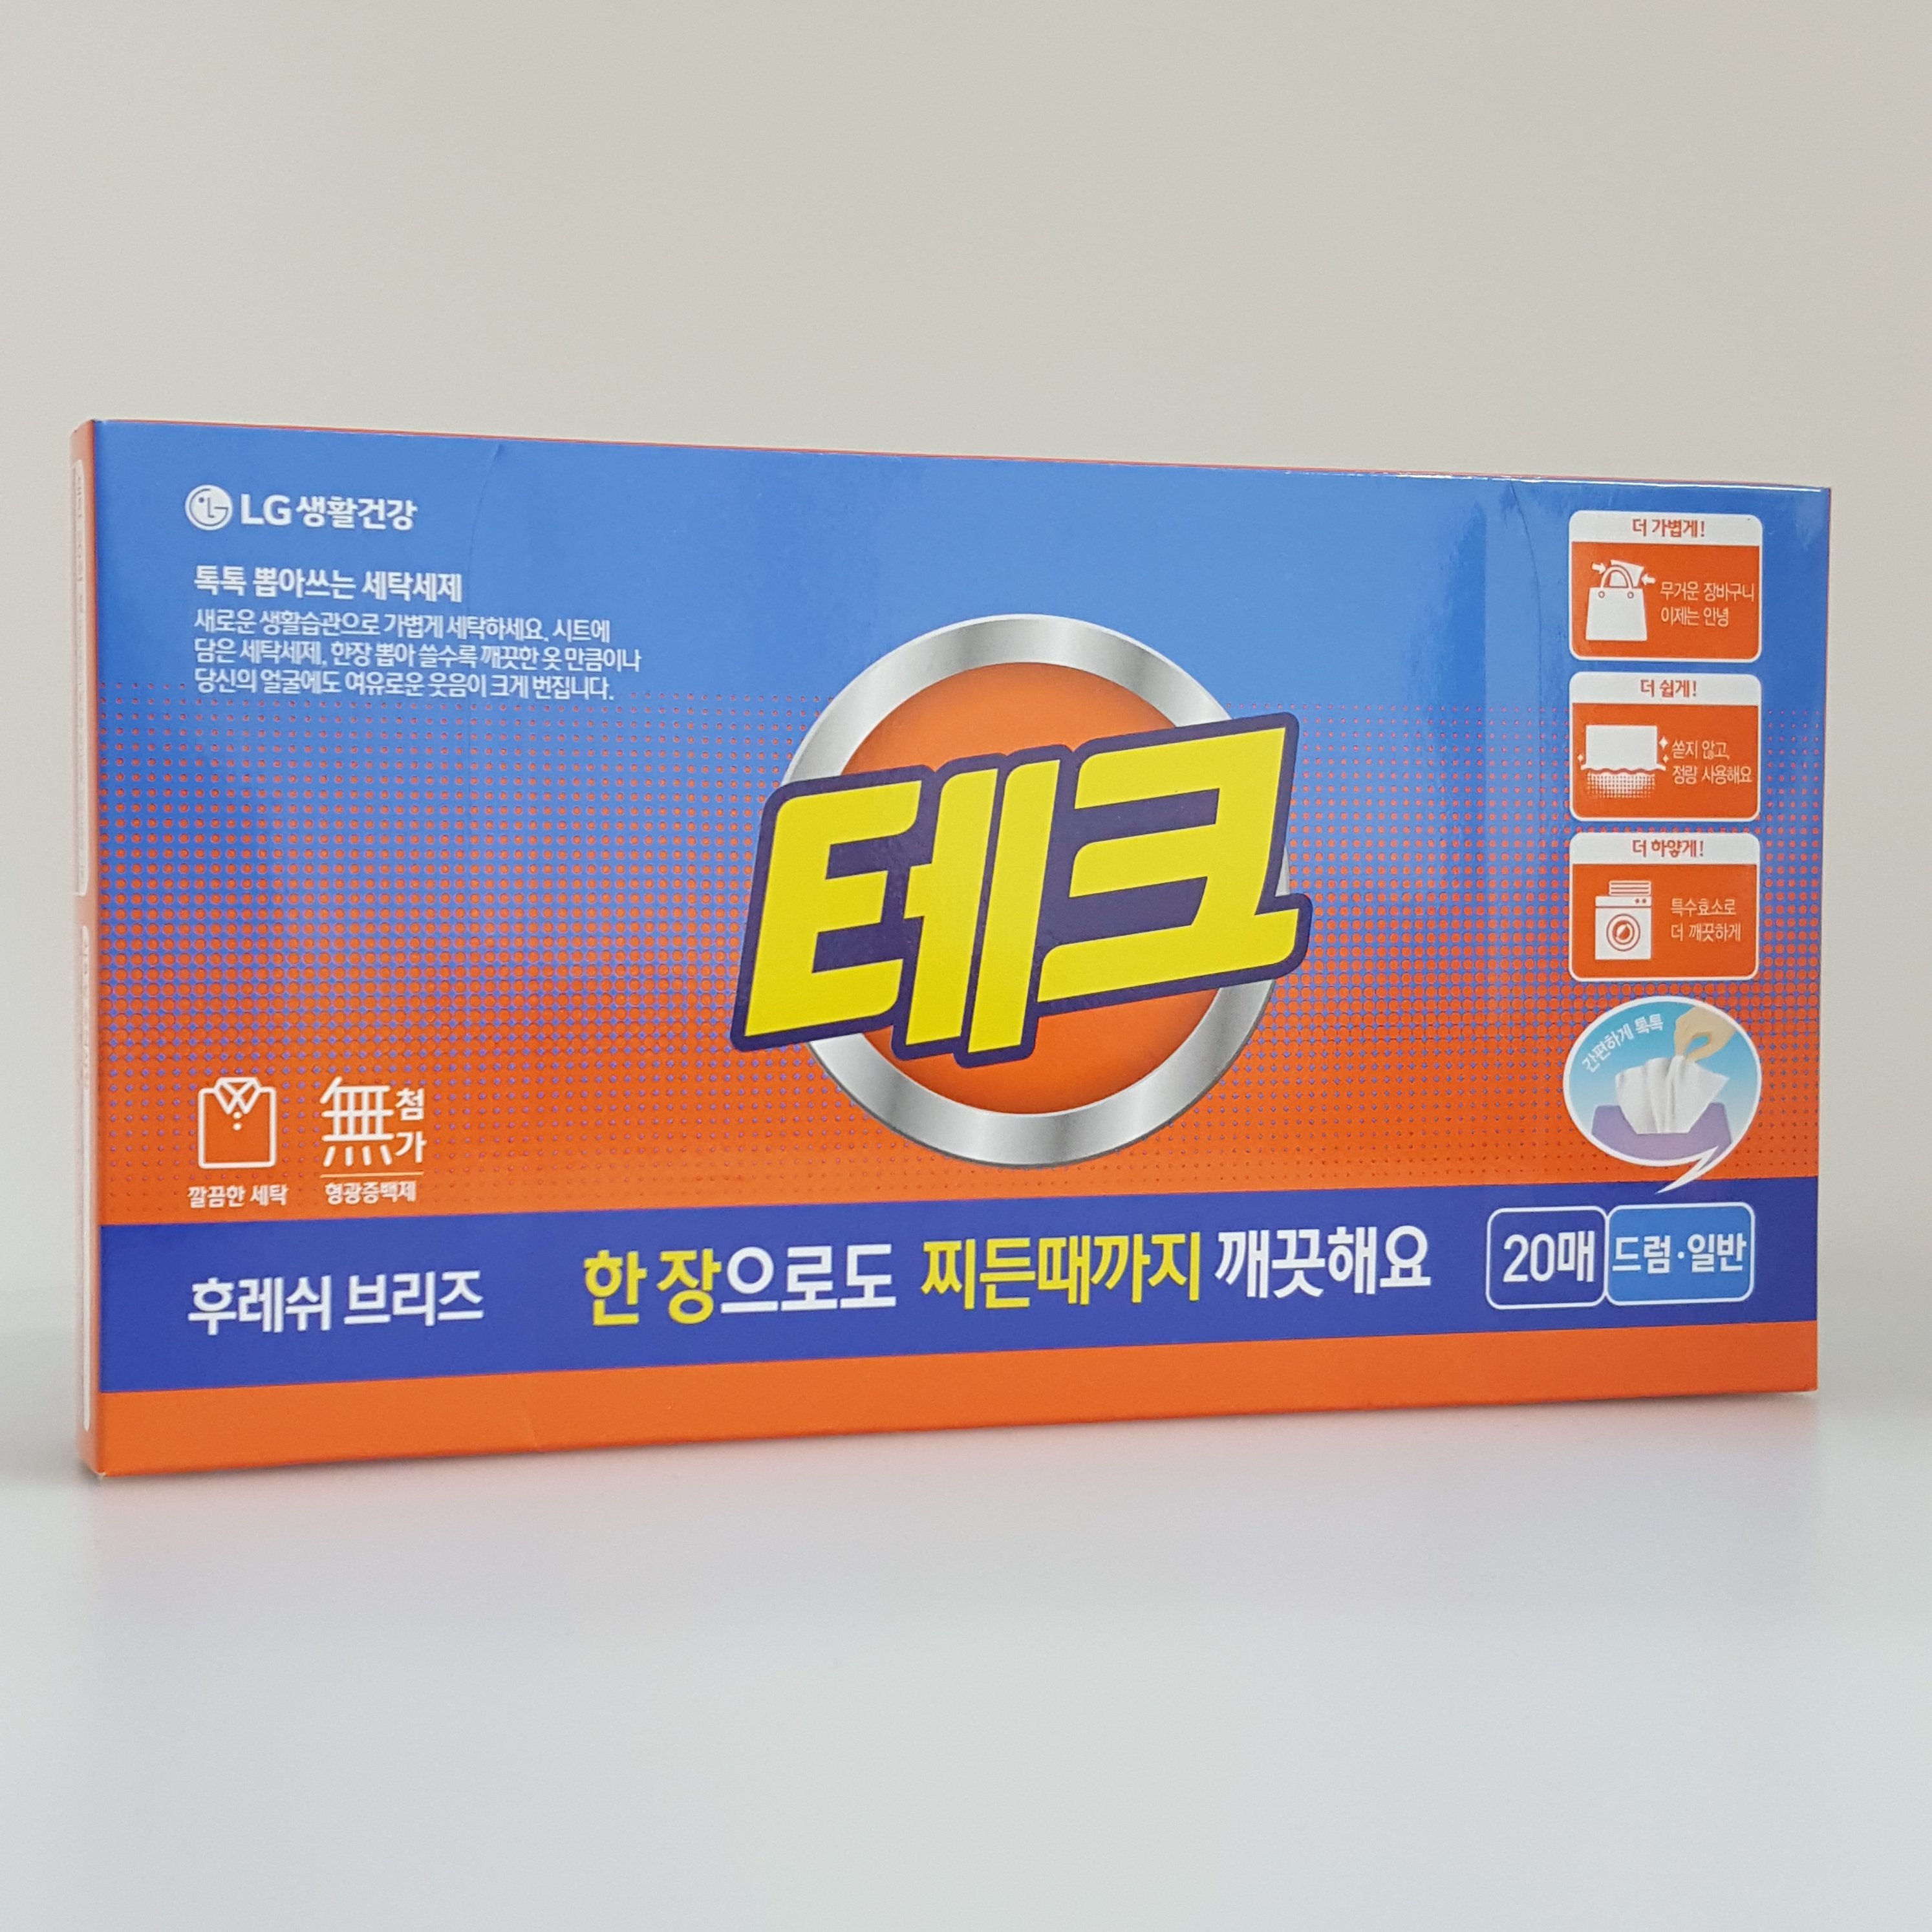 LG생활건강
톡톡 뽑아쓰는 세탁세제
새로운 생활습관으로 가볍게 세탁하세요. 시트에
담은 세탁세제, 한장 뽑아 쓸수록 깨끗한 옷 만큼이나
당신의 얼굴에도 여유로운 웃음이 크게 번집니다.
더 가볍게!
무거운 장바구니
이제는 안녕
더 쉽게!
쏟지 않고,
정량 사용해요
더 하얗게!
특수효소로
더 깨끗하게
간편하게 톡톡
테크
깔끔한 세탁
無첨가
형광증백제
후레쉬 브리즈
한 장으로도 찌든때까지 깨끗해요
20매
드럼·일반